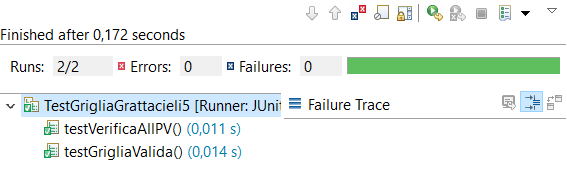 Finished after 0,172 seconds
Runs: 2/2 Errors: 0 Failures: 0
TestGrigliaGrattacieli5 [Runner: JUni
Failure Trace
testVerificaAllPV() (0,011 s)
testGrigliaValida() (0,014 s)